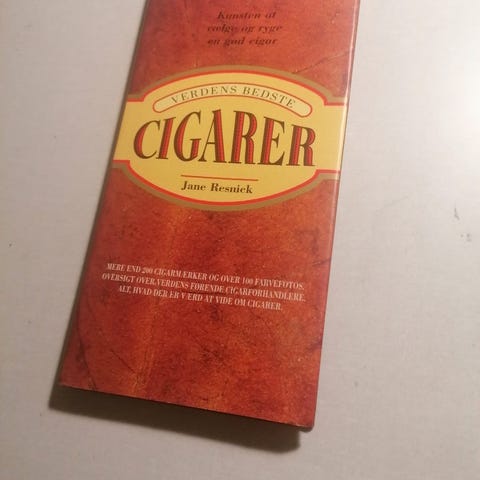 Kunsten at
vælge og ryge
en god cigar
VERDENS BEDSTE
CIGARER
Jane Resnick
MERE END 200 CIGARMÆRKER OG OVER 100 FARVEFOTOS.
OVERSIGT OVER VERDENS FØRENDE CIGARFORHANDLERE.
ALT, HVAD DER ER VÆRD AT VIDE OM CIGARER.